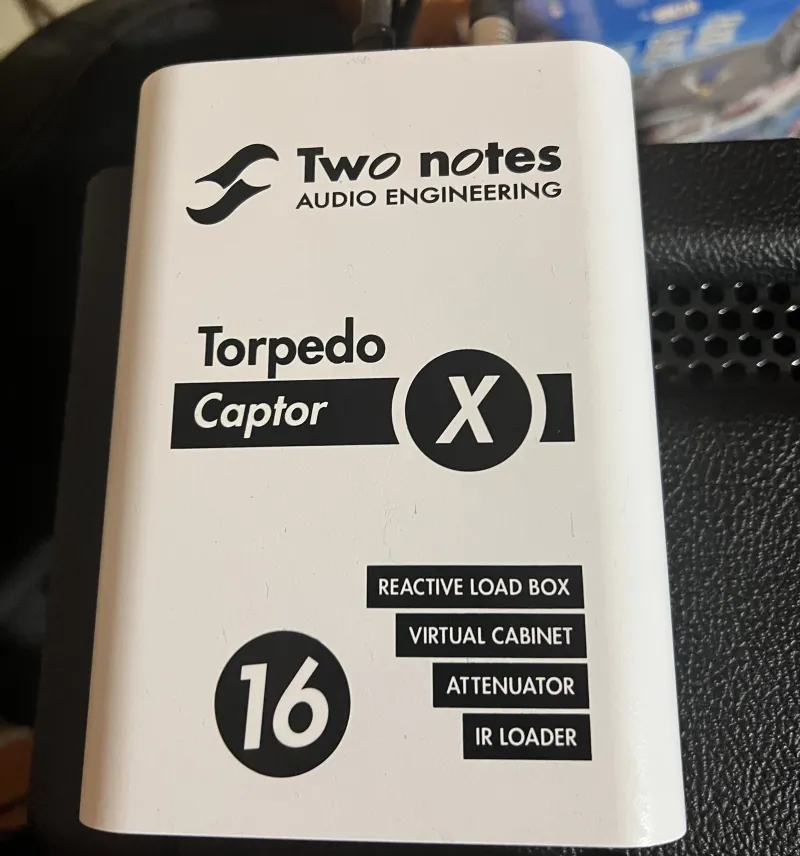 Two notes
AUDIO ENGINEERING
Torpedo
Captor X
REACTIVE LOAD BOX
VIRTUAL CABINET
ATTENUATOR
IR LOADER
16